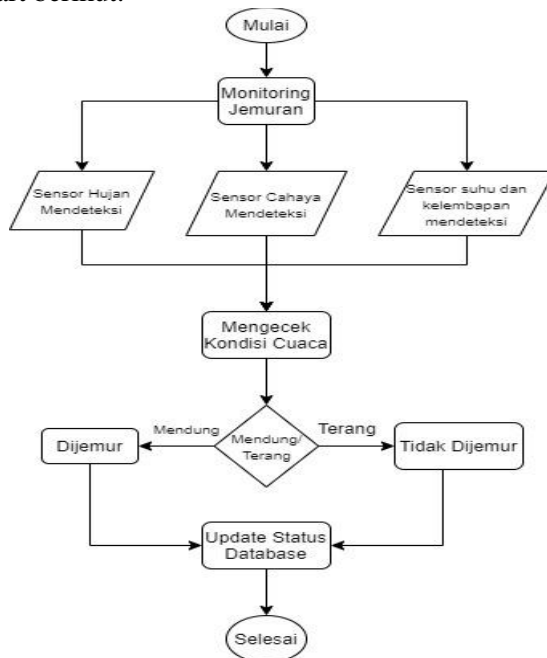 berikut:
Mulai
Monitoring
Jemuran
Sensor Hujan
Mendeteksi
Sensor Cahaya
Mendeteksi
Sensor suhu dan
kelembapan
mendeteksi
Mengecek
Kondisi Cuaca
Mendung
Mendung/
Terang
Terang
Dijemur
Tidak Dijemur
Update Status
Database
Selesai